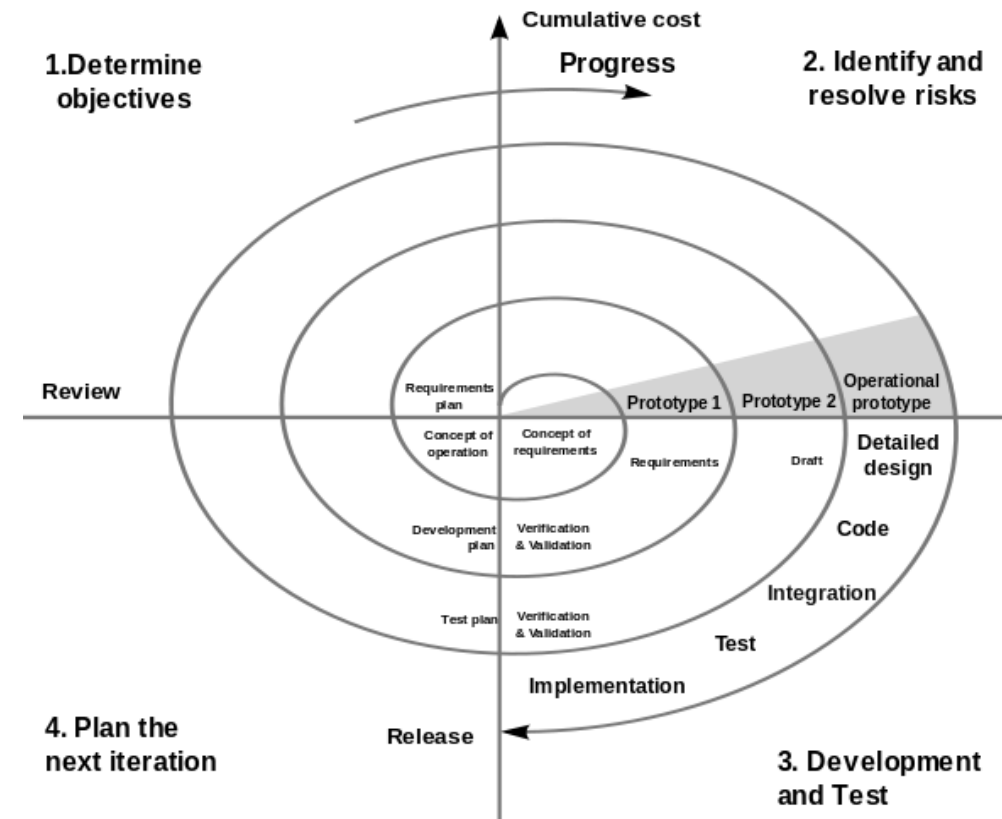 Cumulative cost
1.Determine
objectives
Progress
2. Identify and
resolve risks
Review
Requirements
plan
Concept of
operation
Concept of
requirements
Prototype 1
Prototype 2
Operational
prototype
Requirements
Draft
Detailed
design
Development
plan
Verification
& Validation
Code
Test plan
Verification
& Validation
Integration
Test
Implementation
Release
4. Plan the
next iteration
3. Development
and Test